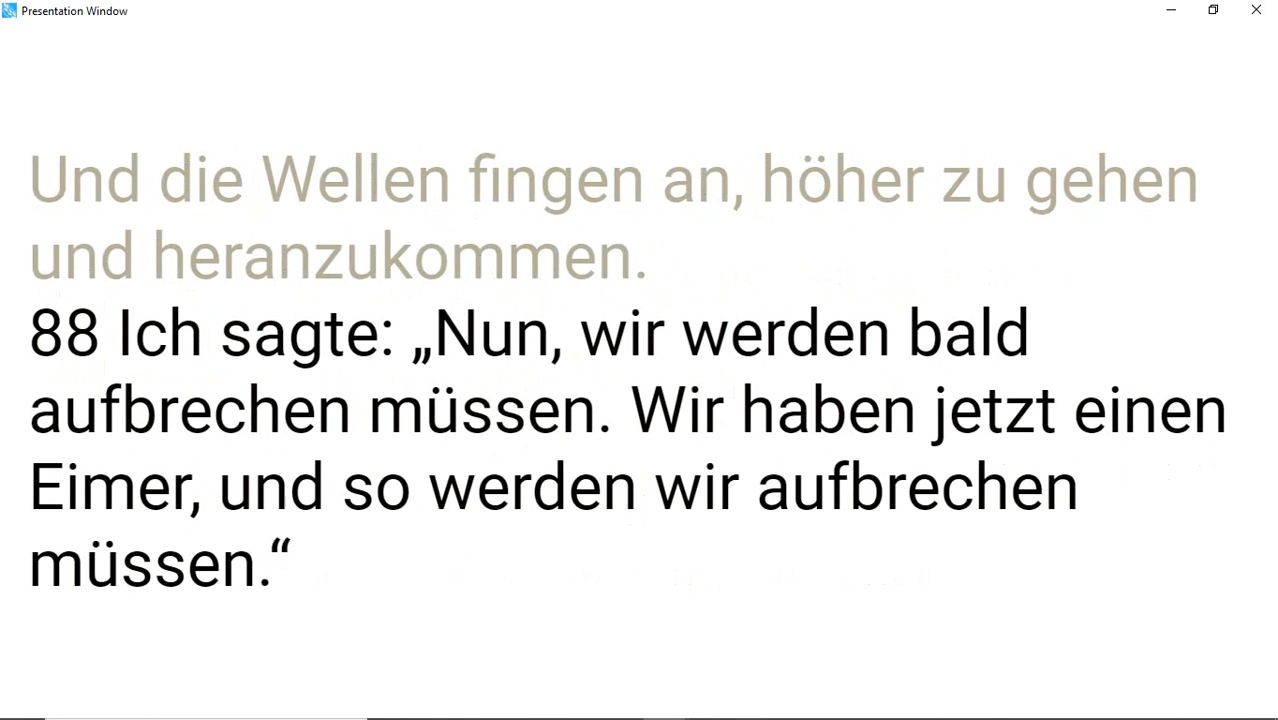 Presentation Window
Und die Wellen fingen an, höher zu gehen
und heranzukommen.
88 Ich sagte: „Nun, wir werden bald
aufbrechen müssen. Wir haben jetzt einen
Eimer, und so werden wir aufbrechen
müssen.“